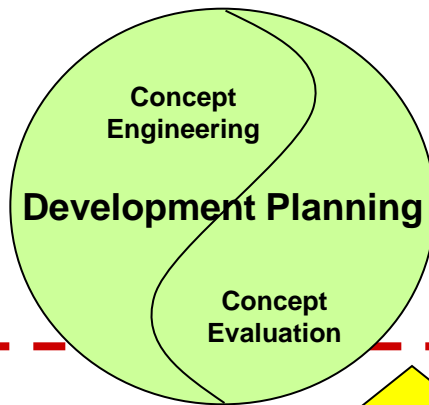 Concept
Engineering
Development Planning
Concept
Evaluation